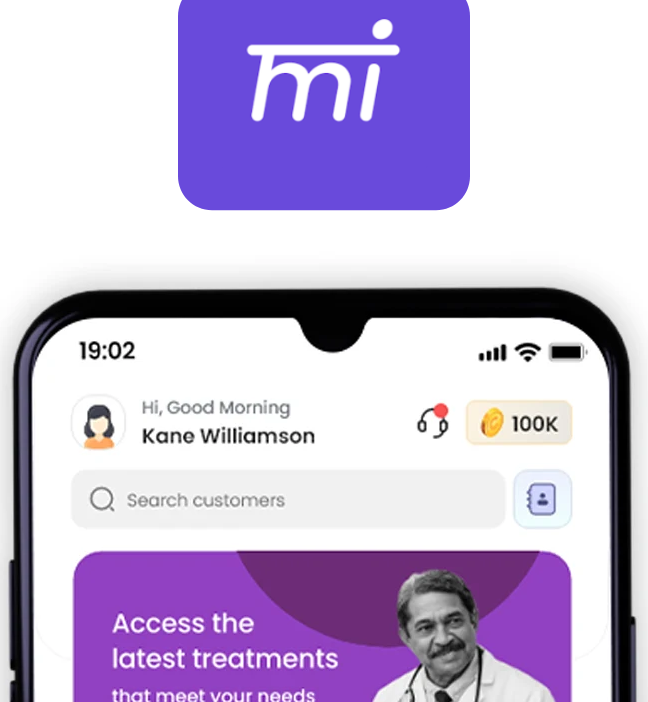 mi
19:02
Hi, Good Morning
Kane Williamson
100K
Search customers
Access the
latest treatments
that meet your needs